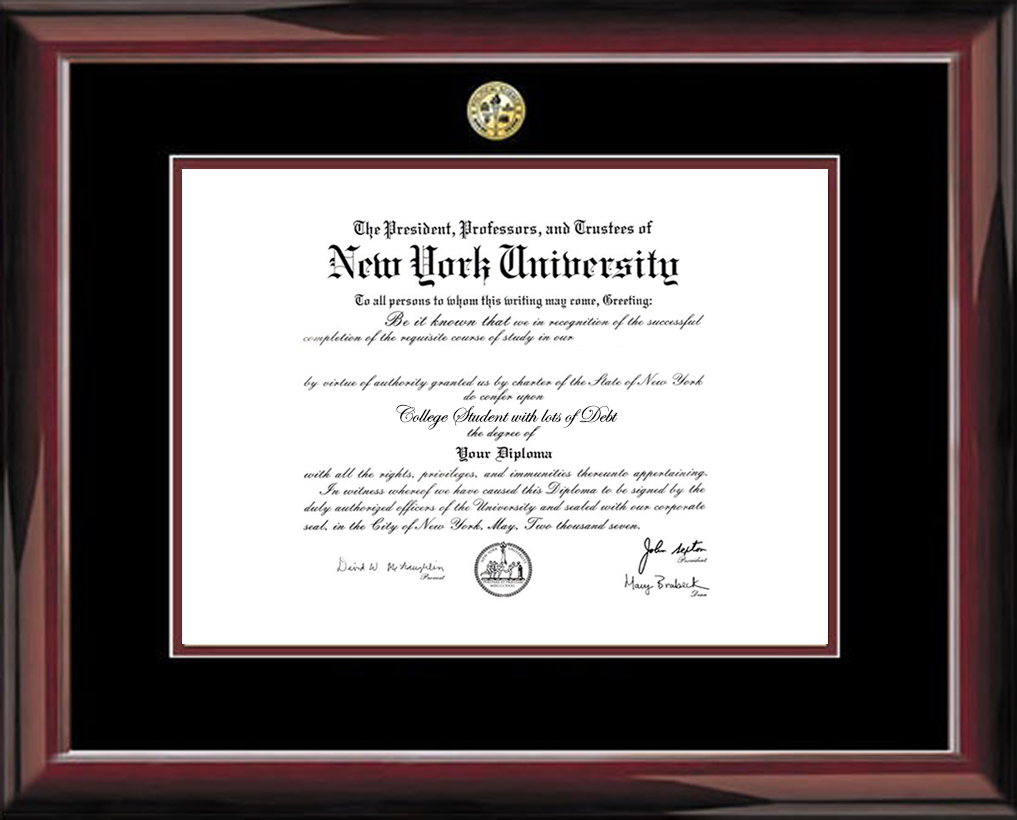 POLITICAL SCIENCE
The President, Professors, and Trustees of
New York University
To all persons to whom this writing may come, Greeting:
Be it known that we in recognition of the successful
completion of the requisite course of study in our
by virtue of authority granted us by charter of the State of New York
do confer upon
College Student with lots of Debt
the degree of
Your Diploma
with all the rights, privileges, and immunities thereunto appertaining.
In witness whereof we have caused this Diploma to be signed by the
duly authorized officers of the University and sealed with our corporate
seal, in the City of New York, May, Two thousand seven.
David W. McLaughlin
Provost
NEW YORK UNIVERSITY
John Sexton
President
Mary Brabeck
Dean